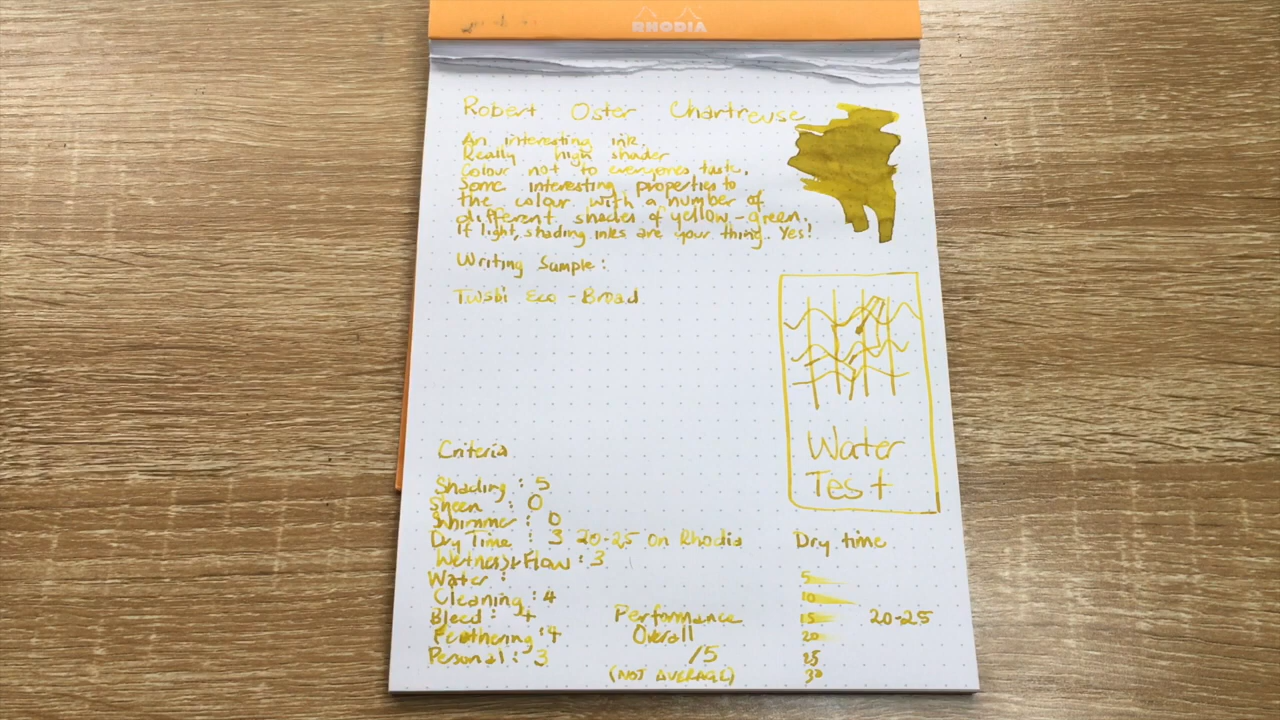 RHODIA
Robert Oster Chartreuse
An interesting ink.
Really high shader
Colour not to everyones taste.
Some interesting properties to
the colour with a number of
different shades of yellow-green.
If light, shading inks are your thing.. Yes!
Writing Sample:
Twsbi Eco - Broad
Water
Test
Criteria
Shading : 5
Sheen : 0
Shimmer : 0
Dry Time : 3 20-25 on Rhodia
Wetness+Flow : 3
Water :
Cleaning : 4
Bleed : 4
Feathering : 4
Personal : 3
Performance
Overall
/5
(NOT AVERAGE)
Dry time
5
10
15 20-25
20
25
30